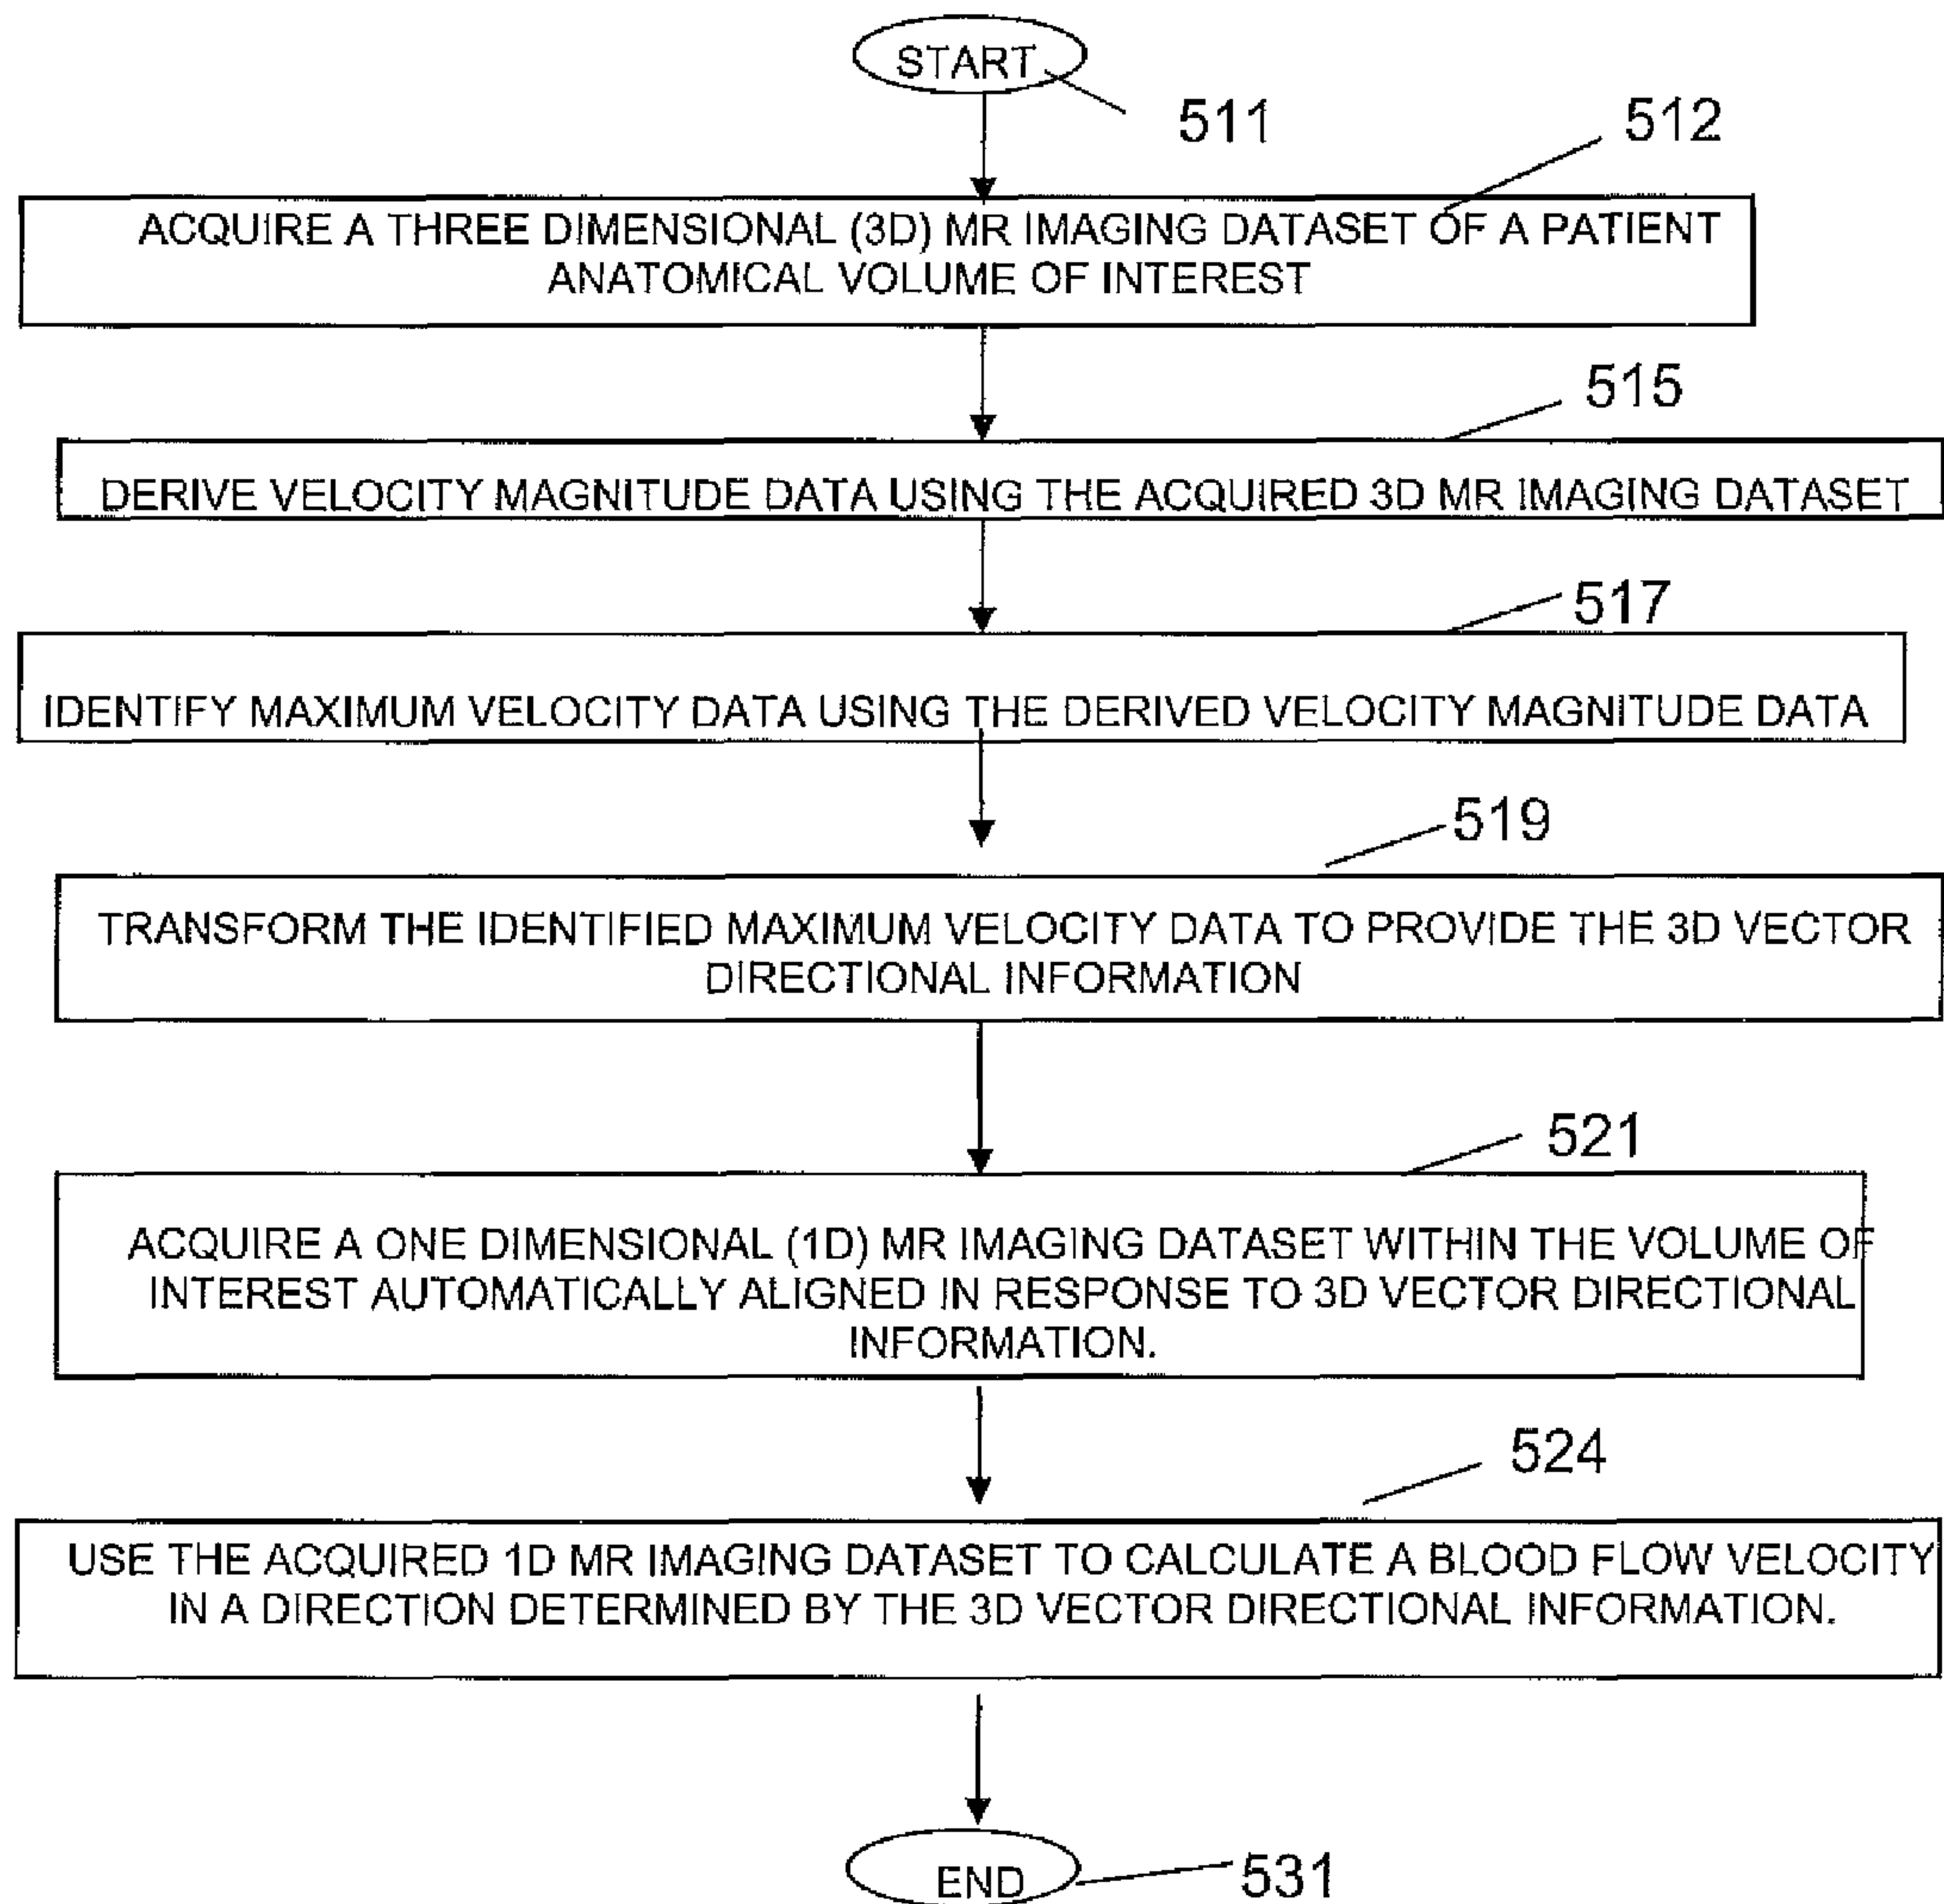 START
511
512
ACQUIRE A THREE DIMENSIONAL (3D) MR IMAGING DATASET OF A PATIENT
ANATOMICAL VOLUME OF INTEREST
515
DERIVE VELOCITY MAGNITUDE DATA USING THE ACQUIRED 3D MR IMAGING DATASET
517
IDENTIFY MAXIMUM VELOCITY DATA USING THE DERIVED VELOCITY MAGNITUDE DATA
519
TRANSFORM THE IDENTIFIED MAXIMUM VELOCITY DATA TO PROVIDE THE 3D VECTOR
DIRECTIONAL INFORMATION
521
ACQUIRE A ONE DIMENSIONAL (1D) MR IMAGING DATASET WITHIN THE VOLUME OF
INTEREST AUTOMATICALLY ALIGNED IN RESPONSE TO 3D VECTOR DIRECTIONAL
INFORMATION.
524
USE THE ACQUIRED 1D MR IMAGING DATASET TO CALCULATE A BLOOD FLOW VELOCITY
IN A DIRECTION DETERMINED BY THE 3D VECTOR DIRECTIONAL INFORMATION.
END
531